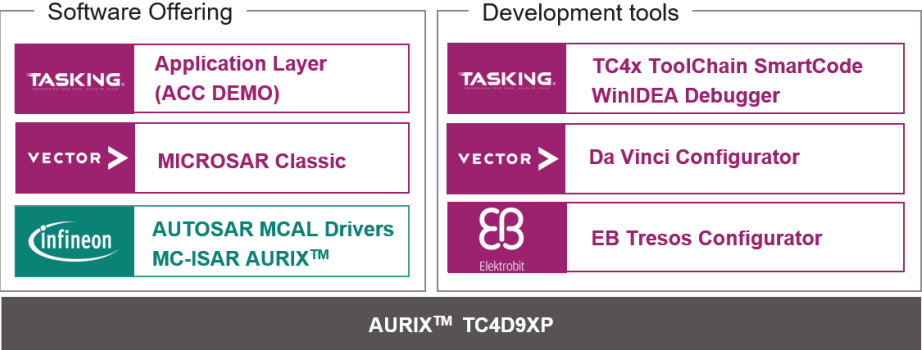 Software Offering
TASKING.
Application Layer
(ACC DEMO)
VECTOR
MICROSAR Classic
infineon
AUTOSAR MCAL Drivers
MC-ISAR AURIX™
Development tools
TASKING.
TC4x ToolChain SmartCode
WinIDEA Debugger
VECTOR
Da Vinci Configurator
Elektrobit
EB Tresos Configurator
AURIX™ TC4D9XP